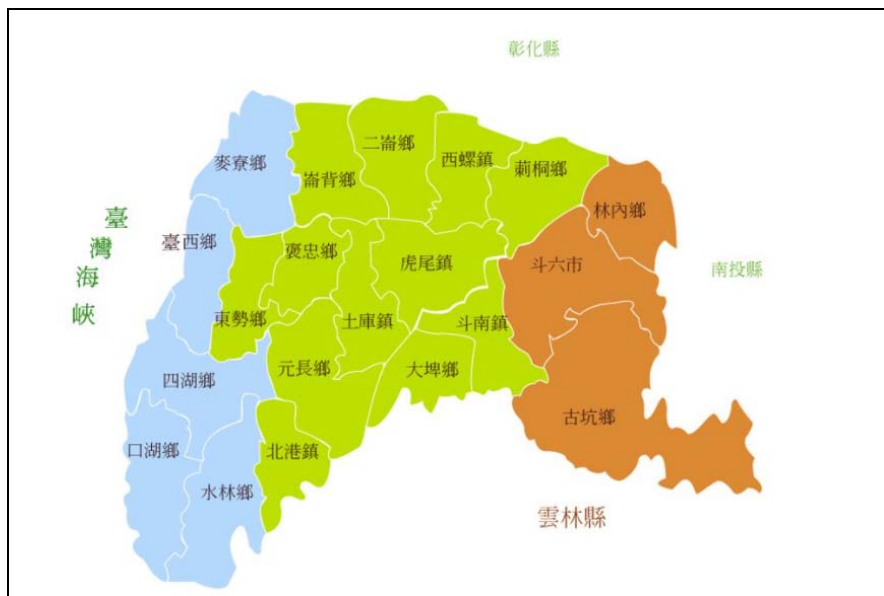 彰化縣
二崙鄉
西螺鎮
麥寮鄉
崙背鄉
莿桐鄉
林內鄉
臺灣海峽
臺西鄉
褒忠鄉
虎尾鎮
斗六市
南投縣
東勢鄉
土庫鎮
斗南鎮
四湖鄉
元長鄉
大埤鄉
古坑鄉
口湖鄉
北港鎮
水林鄉
雲林縣